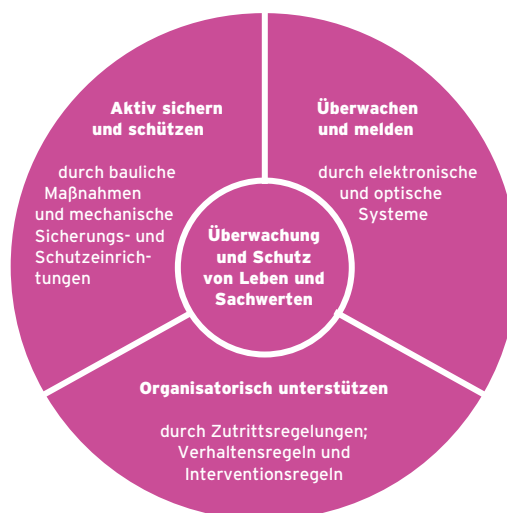 Aktiv sichern
und schützen
durch bauliche
Maßnahmen
und mechanische
Sicherungs- und
Schutzeinrich-
tungen
Überwachen
und melden
durch elektronische
und optische
Systeme
Überwachung
und Schutz
von Leben und
Sachwerten
Organisatorisch unterstützen
durch Zutrittsregelungen;
Verhaltensregeln und
Interventionsregeln